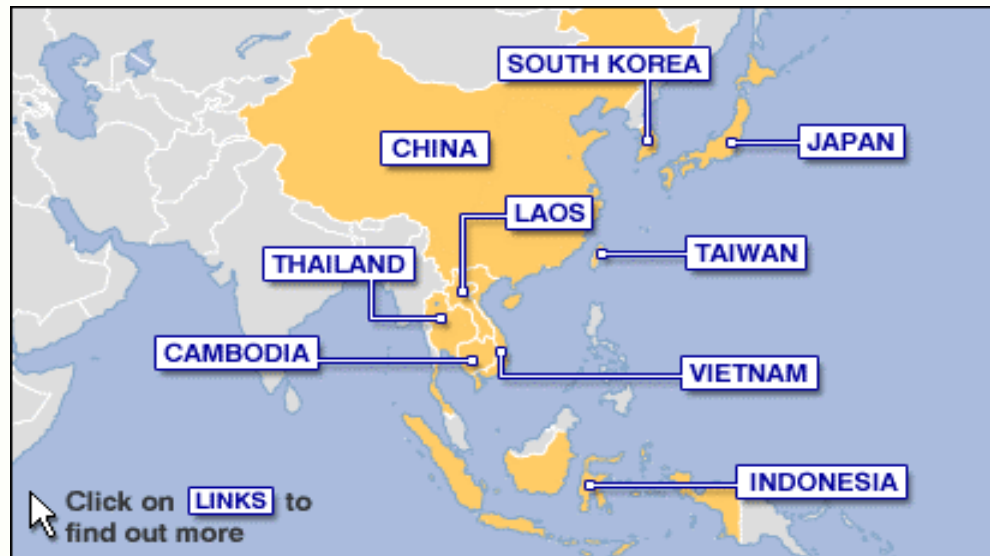 SOUTH KOREA
JAPAN
CHINA
LAOS
TAIWAN
THAILAND
CAMBODIA
VIETNAM
INDONESIA
Click on LINKS to
find out more